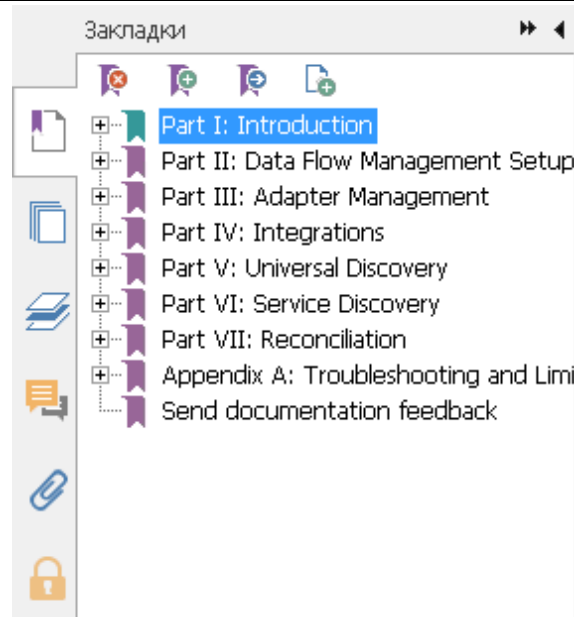 Закладки
Part I: Introduction
Part II: Data Flow Management Setup
Part III: Adapter Management
Part IV: Integrations
Part V: Universal Discovery
Part VI: Service Discovery
Part VII: Reconciliation
Appendix A: Troubleshooting and Limi
Send documentation feedback